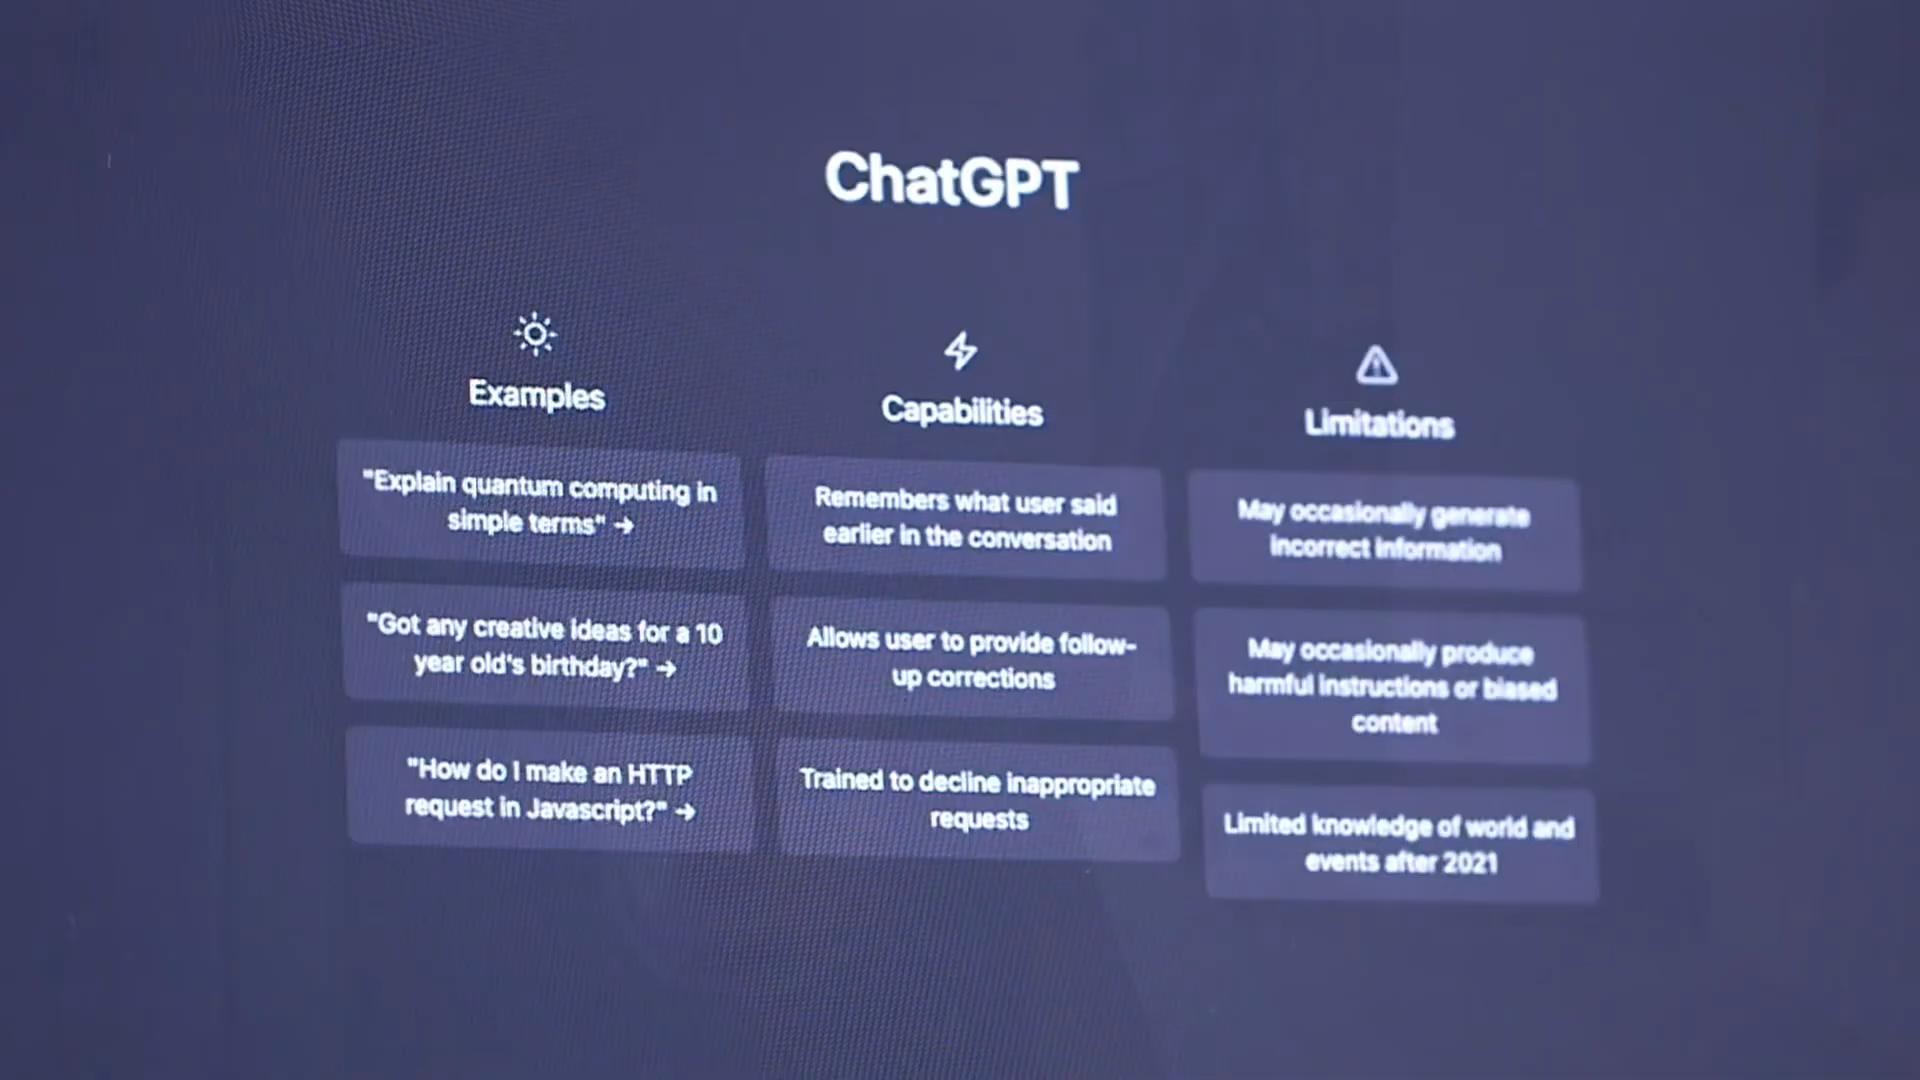 ChatGPT
Examples
"Explain quantum computing in
simple terms" →
"Got any creative ideas for a 10
year old's birthday?" →
"How do I make an HTTP
request in Javascript?" →
Capabilities
Remembers what user said
earlier in the conversation
Allows user to provide follow-
up corrections
Trained to decline inappropriate
requests
Limitations
May occasionally generate
incorrect information
May occasionally produce
harmful instructions or biased
content
Limited knowledge of world and
events after 2021